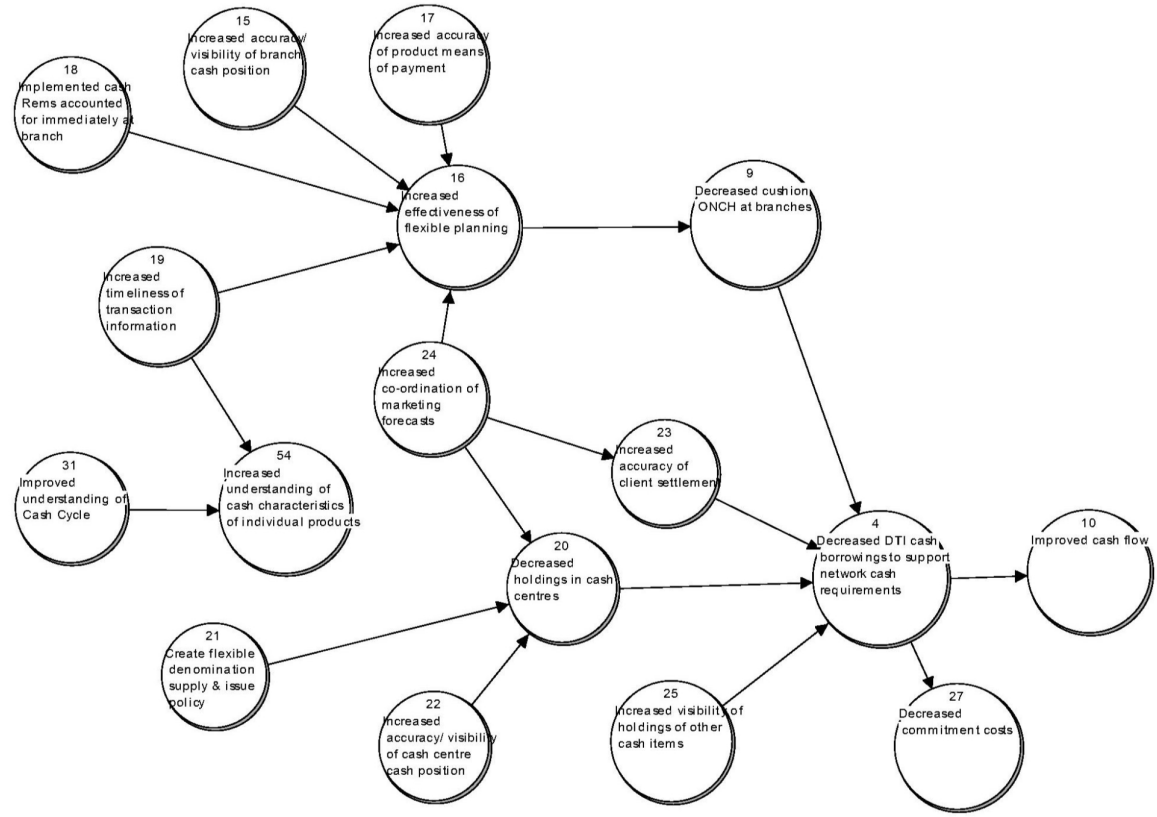 15
Increased accuracy/
visibility of branch
cash position
17
Increased accuracy
of product means
of payment
18
Implemented cash
Rems accounted
for immediately at
branch
16
Increased
effectiveness of
flexible planning
9
Decreased cushion
ONCH at branches
19
Increased
timeliness of
transaction
information
24
Increased
co-ordination of
marketing
forecasts
23
Increased
accuracy of
client settlement
31
Improved
understanding of
Cash Cycle
54
Increased
understanding of
cash characteristics
of individual products
20
Decreased
holdings in cash
centres
4
Decreased DTI cash
borrowings to support
network cash
requirements
10
Improved cash flow
21
Create flexible
denomination
supply & issue
policy
22
Increased
accuracy/ visibility
of cash centre
cash position
25
Increased visibility of
holdings of other
cash items
27
Decreased
commitment costs